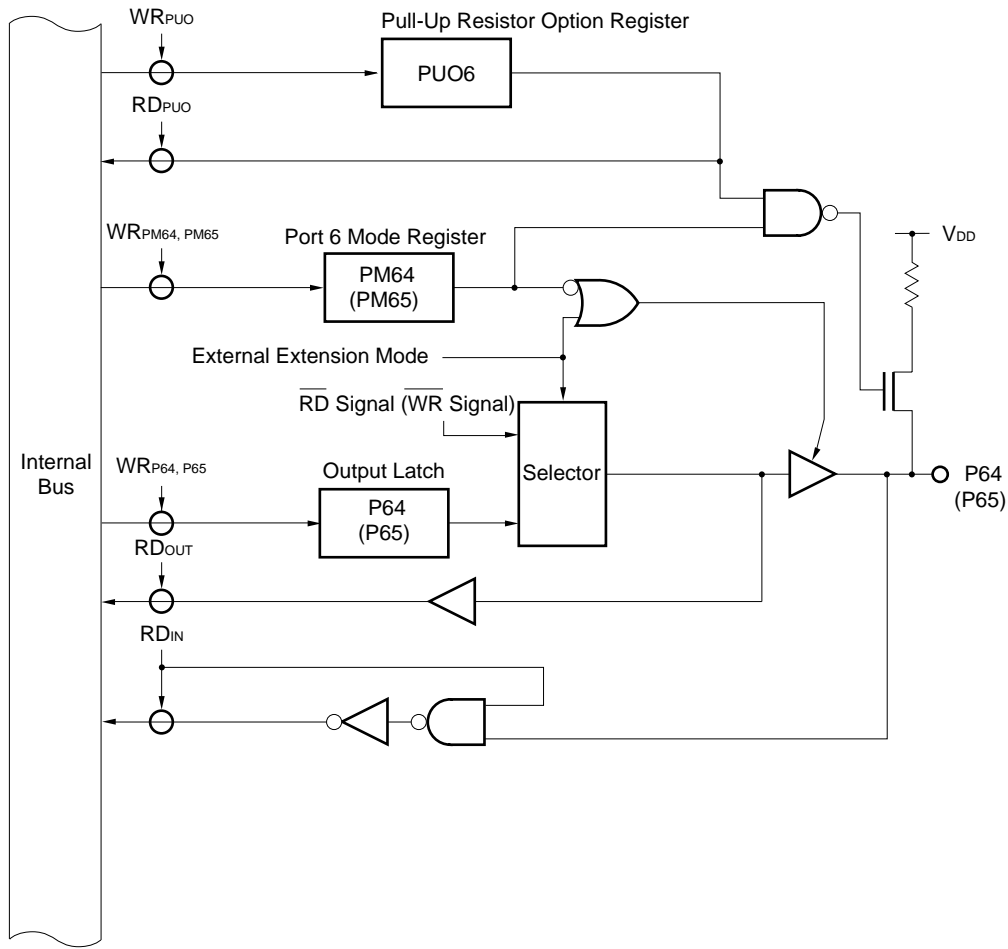 WRPUO
Pull-Up Resistor Option Register
PUO6
RDPUO
WRPM64, PM65
Port 6 Mode Register
VDD
PM64
(PM65)
External Extension Mode
RD Signal (WR Signal)
Internal
Bus
WRP64, P65
Output Latch
Selector
P64
(P65)
P64
(P65)
RDOUT
RDIN